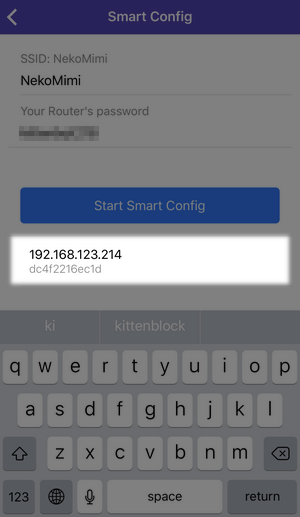 Smart Config
SSID: NekoMimi
NekoMimi
Your Router's password
Start Smart Config
192.168.123.214
dc4f2216ec1d
ki kittenblock
q w e r t y u i o p
a s d f g h j k l
z x c v b n m
123 space return